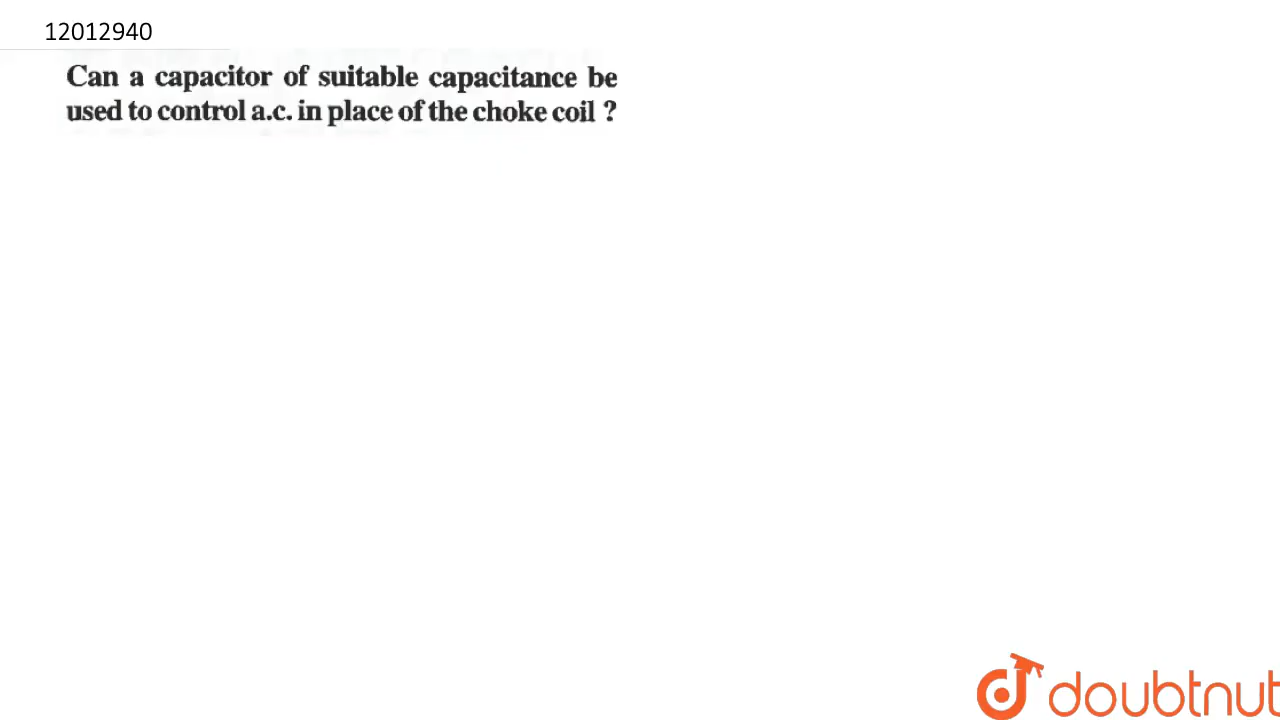 12012940
Can a capacitor of suitable capacitance be
used to control a.c. in place of the choke coil ?
doubtnut